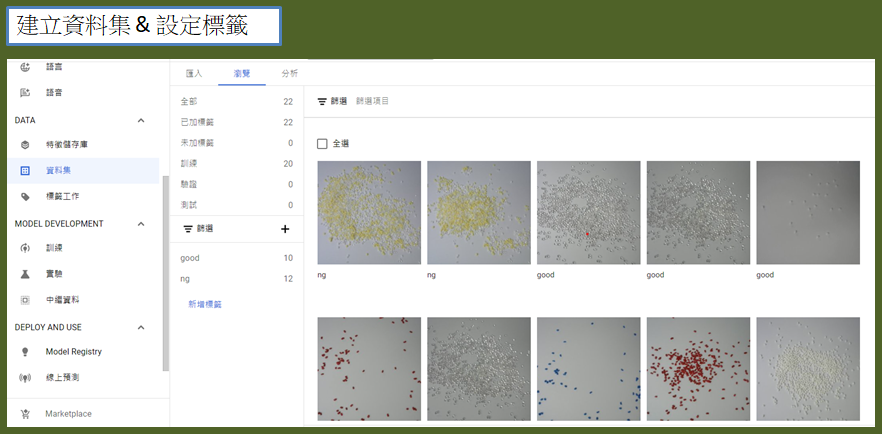 建立資料集 & 設定標籤
語言
語音
DATA
特徵儲存庫
資料集
標籤工作
MODEL DEVELOPMENT
訓練
實驗
中繼資料
DEPLOY AND USE
Model Registry
線上預測
Marketplace
匯入 瀏覽 分析
全部 22
已加標籤 22
未加標籤 0
訓練 20
驗證 0
測試 0
篩選 +
good 10
ng 12
新增標籤
篩選 篩選項目
全選
ng ng good good good